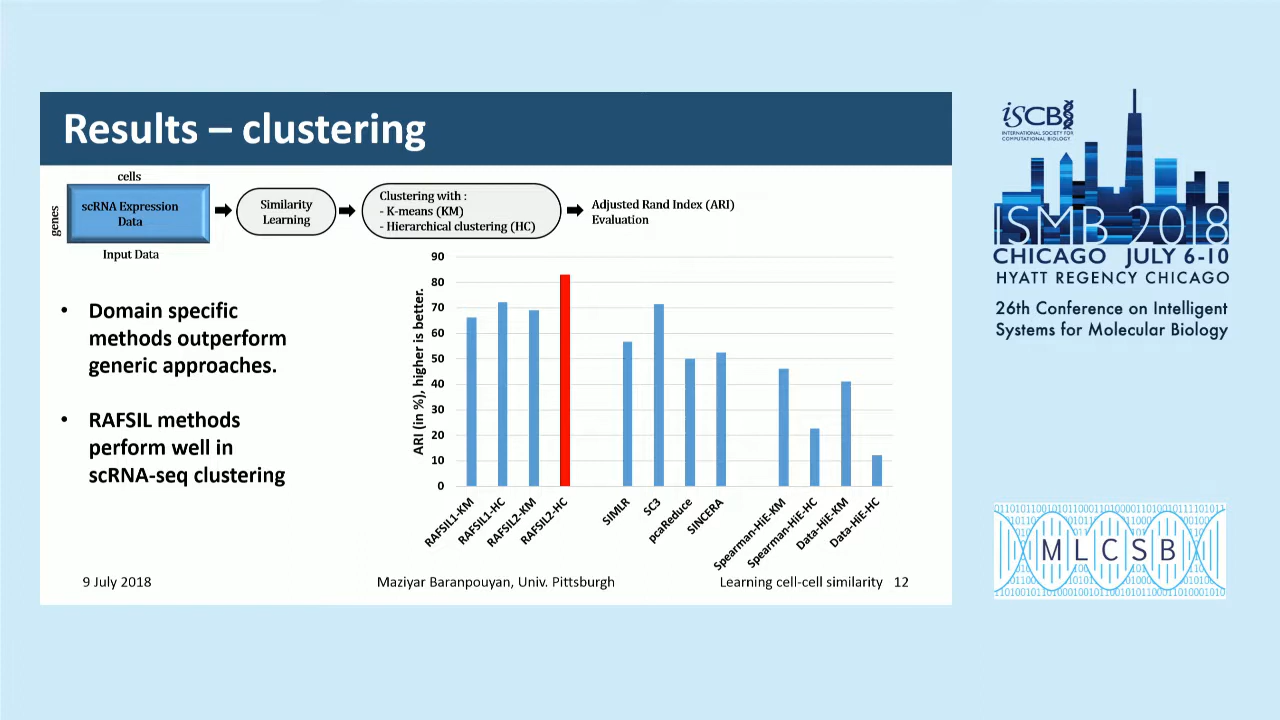 Results – clustering
cells
genes
scRNA Expression
Data
Input Data
Similarity
Learning
Clustering with :
- K-means (KM)
- Hierarchical clustering (HC)
Adjusted Rand Index (ARI)
Evaluation
• Domain specific
methods outperform
generic approaches.
• RAFSIL methods
perform well in
scRNA-seq clustering
ARI (in %), higher is better.
90
80
70
60
50
40
30
20
10
0
RAFSIL1-KM
RAFSIL1-HC
RAFSIL2-KM
RAFSIL2-HC
SIMLR
SC3
pcaReduce
SINCERA
Spearman-HiE-KM
Spearman-HiE-HC
Data-HiE-KM
Data-HiE-HC
9 July 2018
Maziyar Baranpouyan, Univ. Pittsburgh
Learning cell-cell similarity 12
iSCB
INTERNATIONAL SOCIETY FOR
COMPUTATIONAL BIOLOGY
ISMB 2018
CHICAGO JULY 6-10
HYATT REGENCY CHICAGO
26th Conference on Intelligent
Systems for Molecular Biology
MLCSB